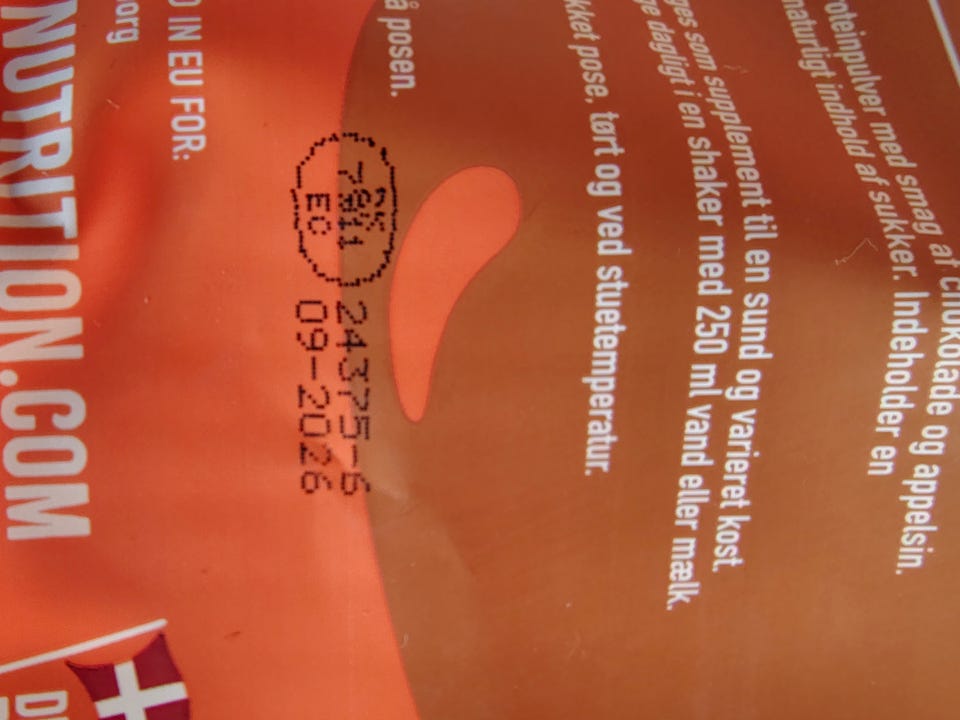 oteinpulver med smag af chokolade og appelsin.
naturligt indhold af sukker. Indeholder en
ges som supplement til en sund og varieret kost.
ge dagligt i en shaker med 250 ml vand eller mælk.
kket pose, tørt og ved stuetemperatur.
å posen.
DK
EC
24375-6
09-2026
IN EU FOR:
borg
NUTRITION.COM